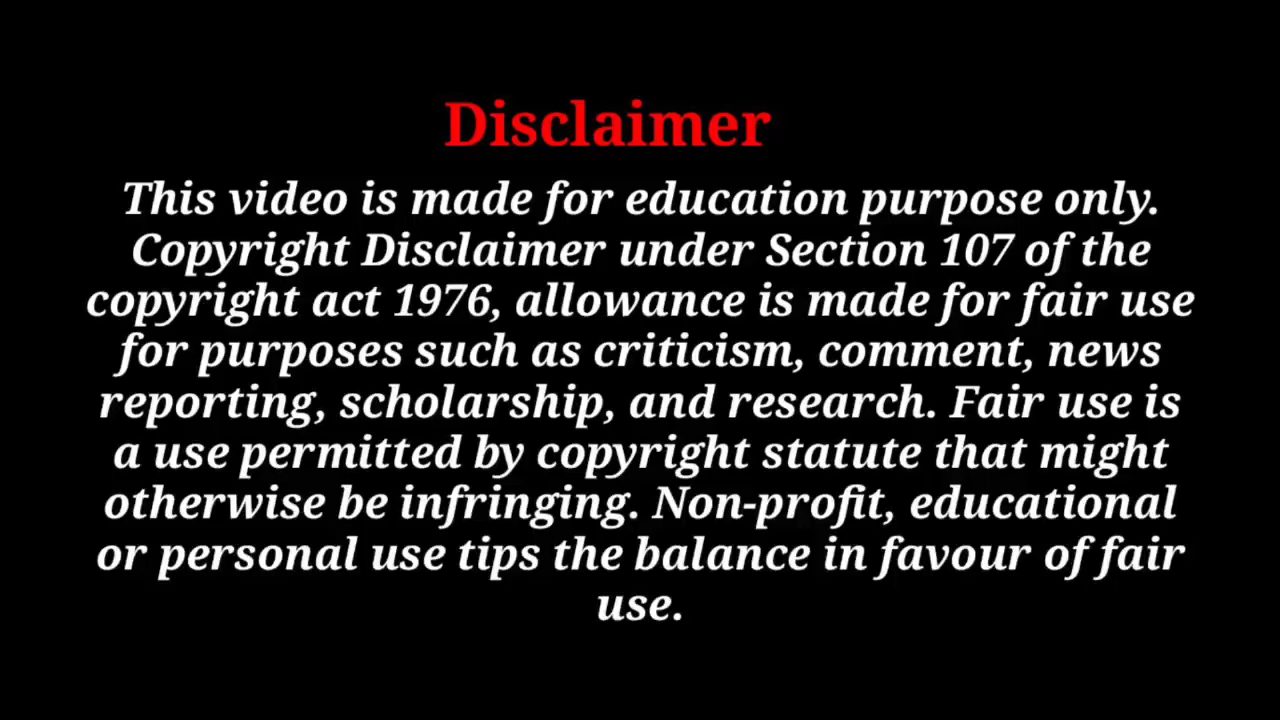 Disclaimer
This video is made for education purpose only.
Copyright Disclaimer under Section 107 of the
copyright act 1976, allowance is made for fair use
for purposes such as criticism, comment, news
reporting, scholarship, and research. Fair use is
a use permitted by copyright statute that might
otherwise be infringing. Non-profit, educational
or personal use tips the balance in favour of fair
use.